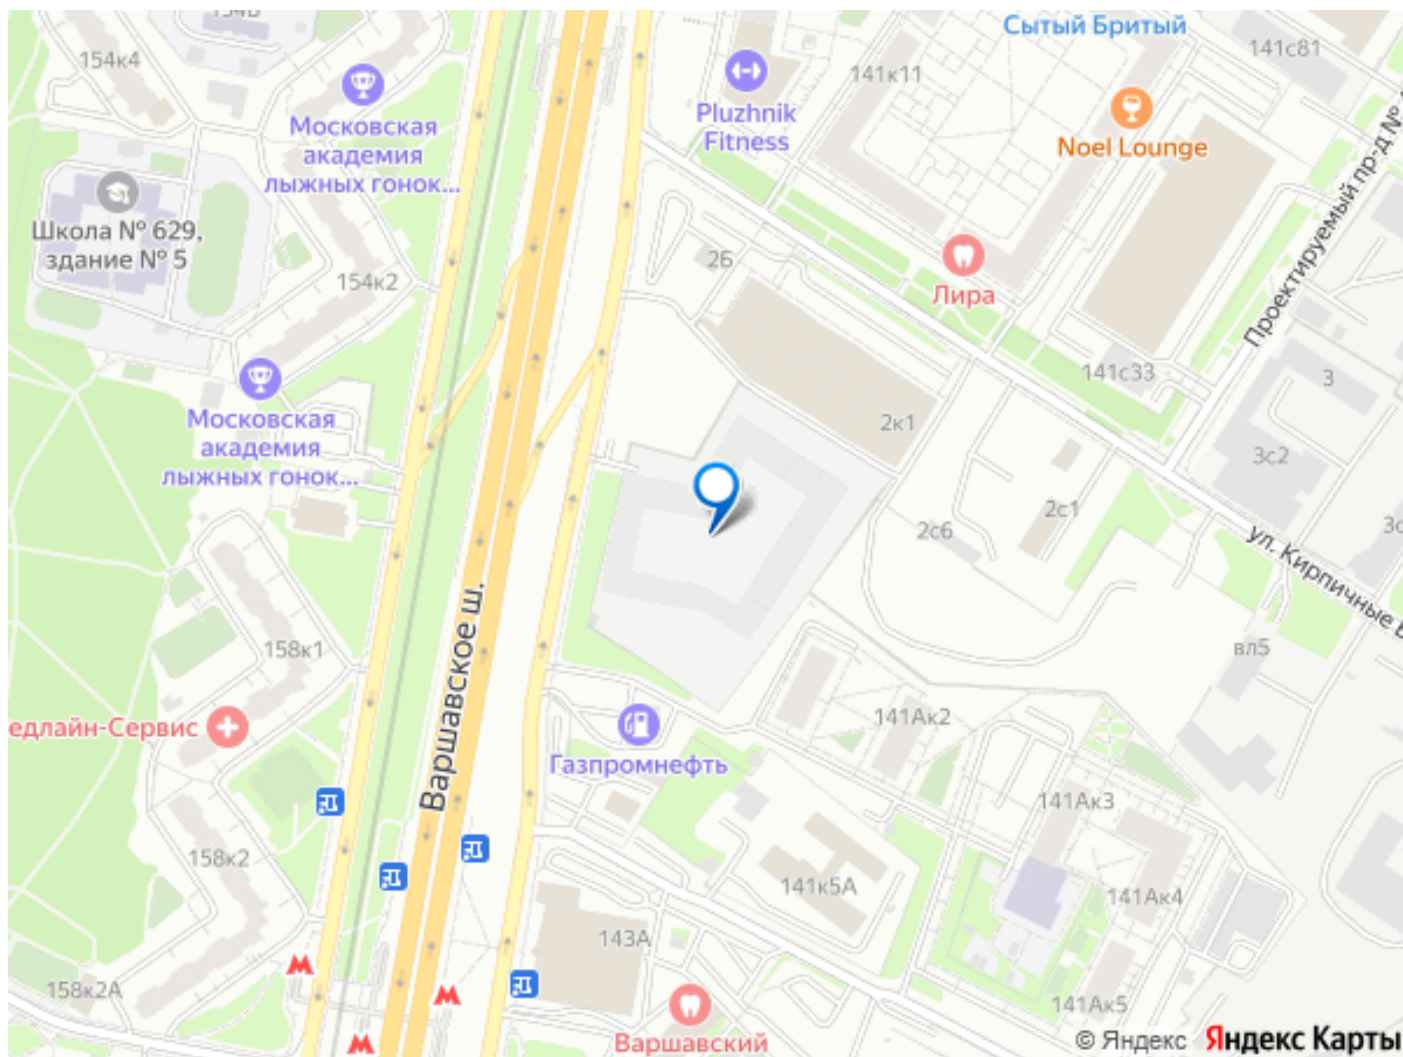 154к4
Московская
академия
лыжных гонок...
Pluzhnik
Fitness
Сытый Бритый
141к11
141с81
Noel Lounge
Школа № 629,
здание № 5
154к2
2Б
Лира
Проектируемый пр-д №
141с33
3
Московская
академия
лыжных гонок...
2к1
3с2
2с6
2с1
ул. Кирпичные
Варшавское ш.
158к1
вл5
едлайн-Сервис
Газпромнефть
141Ак2
141Ак3
158к2
141к5А
141Ак4
143А
158к2А
141Ак5
Варшавский
© Яндекс Яндекс Карты